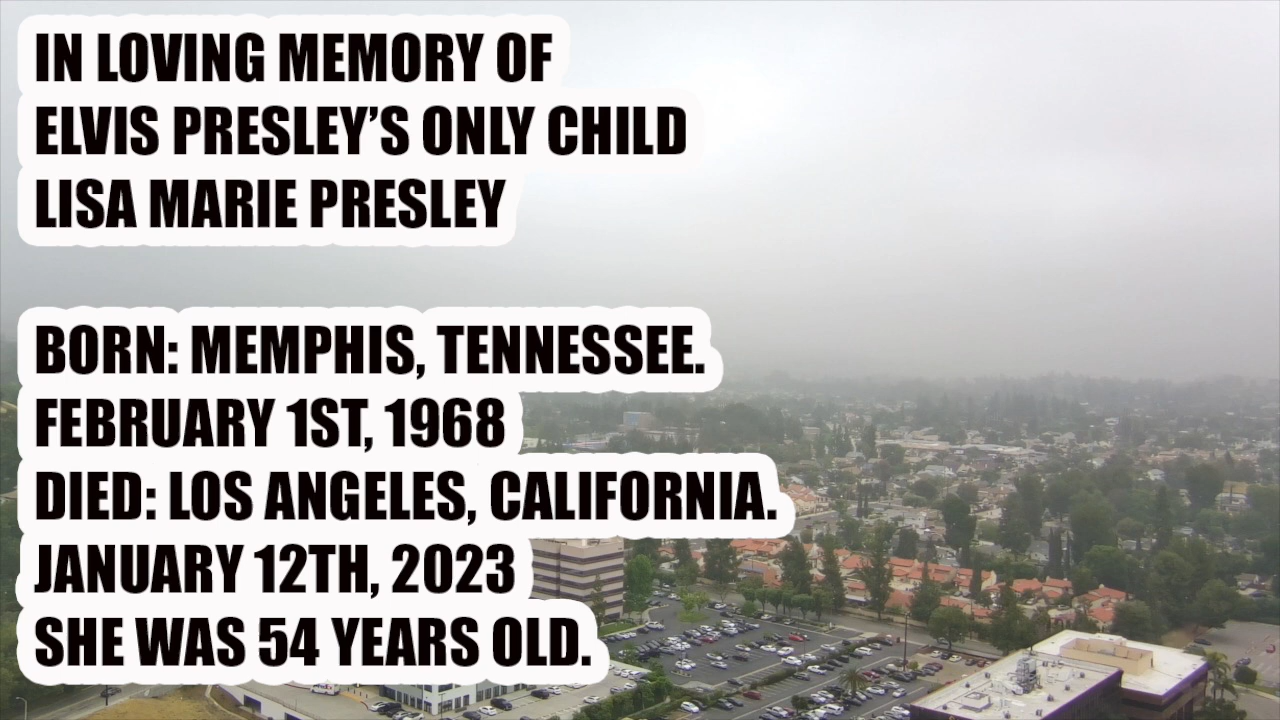 IN LOVING MEMORY OF
ELVIS PRESLEY’S ONLY CHILD
LISA MARIE PRESLEY
BORN: MEMPHIS, TENNESSEE.
FEBRUARY 1ST, 1968
DIED: LOS ANGELES, CALIFORNIA.
JANUARY 12TH, 2023
SHE WAS 54 YEARS OLD.